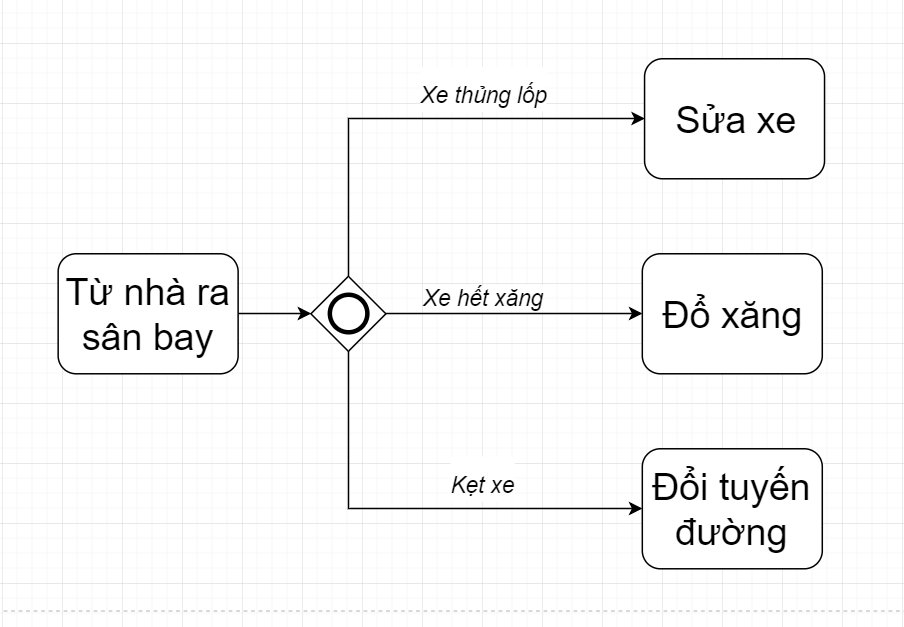 Xe thủng lốp
Sửa xe
Từ nhà ra
sân bay
Xe hết xăng
Đổ xăng
Kẹt xe
Đổi tuyến
đường